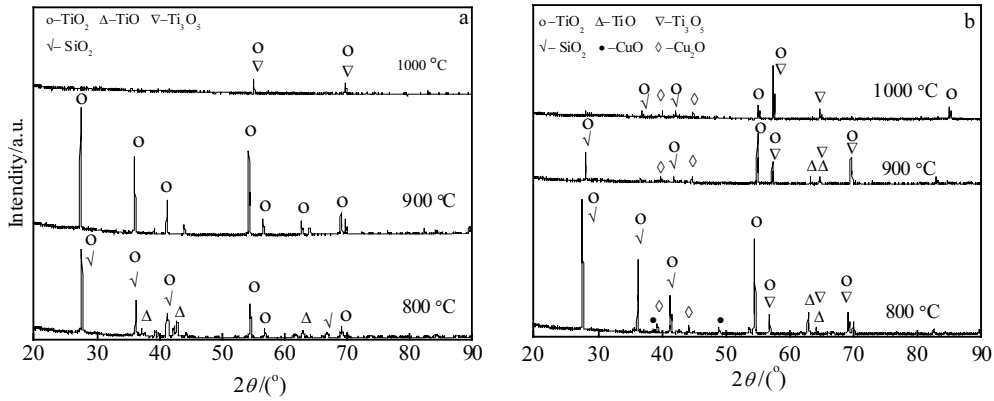 a
o–TiO₂ Δ–TiO ∇–Ti₃O₅
√– SiO₂
o o
∇ ∇
1000 °C
o
o o o
900 °C
o o o o
o √
o √
Δ
o √
Δ
o
o
Δ
√
o
800 °C
20 30 40 50 60 70 80 90
2θ/(°)
Intendity/a.u.
b
o–TiO₂ Δ–TiO ∇–Ti₃O₅
√– SiO₂ •–CuO ◊–Cu₂O
o
∇
o √ ◊ o √ ◊ o ∇ o
1000 °C
√ ◊ o √ ◊ o o ∇ ∇ Δ Δ o ∇
900 °C
o √
o √
• ◊
o √
◊
•
o
o ∇
Δ ∇ Δ
o ∇
800 °C
20 30 40 50 60 70 80 90
2θ/(°)